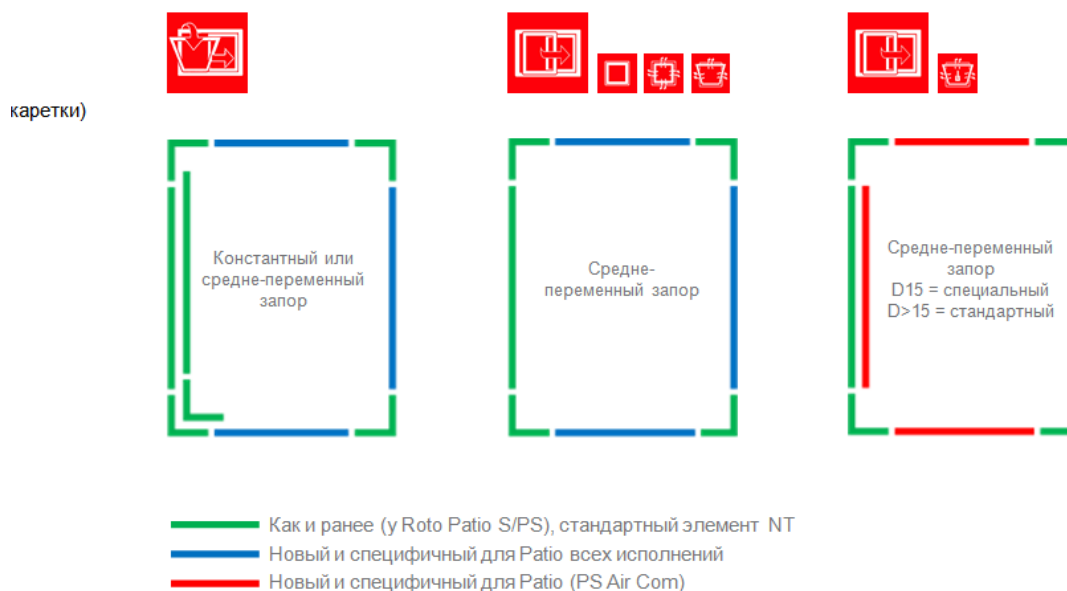 каретки)
Константный или
средне-переменный
запор
Средне-
переменный запор
Средне-переменный
запор
D15 = специальный
D>15 = стандартный
Как и ранее (у Roto Patio S/PS), стандартный элемент NT
Новый и специфичный для Patio всех исполнений
Новый и специфичный для Patio (PS Air Com)